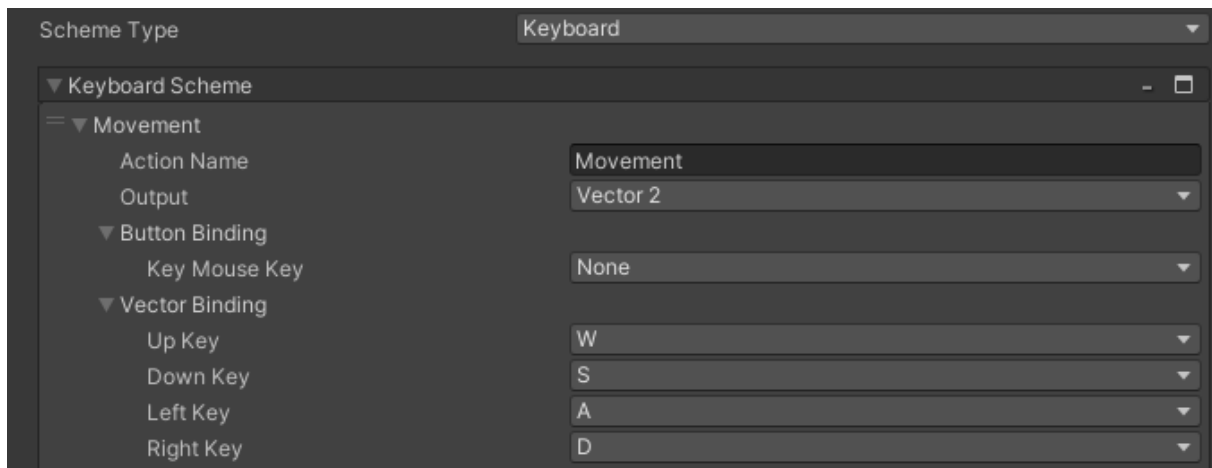 Scheme Type Keyboard
Keyboard Scheme
Movement
Action Name Movement
Output Vector 2
Button Binding
Key Mouse Key None
Vector Binding
Up Key W
Down Key S
Left Key A
Right Key D